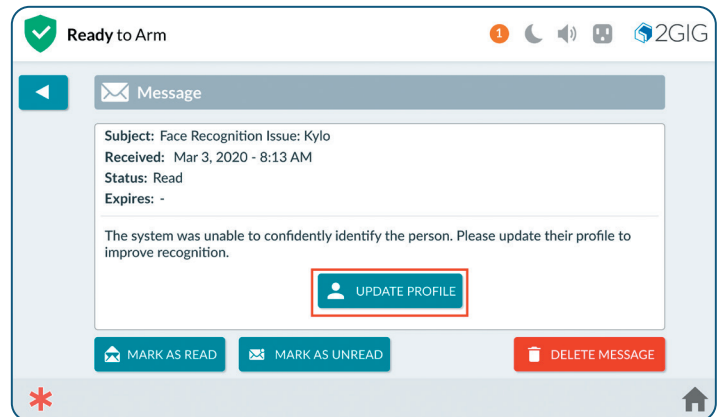 Ready to Arm
1
2GIG
Message
Subject: Face Recognition Issue: Kylo
Received: Mar 3, 2020 - 8:13 AM
Status: Read
Expires: -
The system was unable to confidently identify the person. Please update their profile to
improve recognition.
UPDATE PROFILE
MARK AS READ
MARK AS UNREAD
DELETE MESSAGE